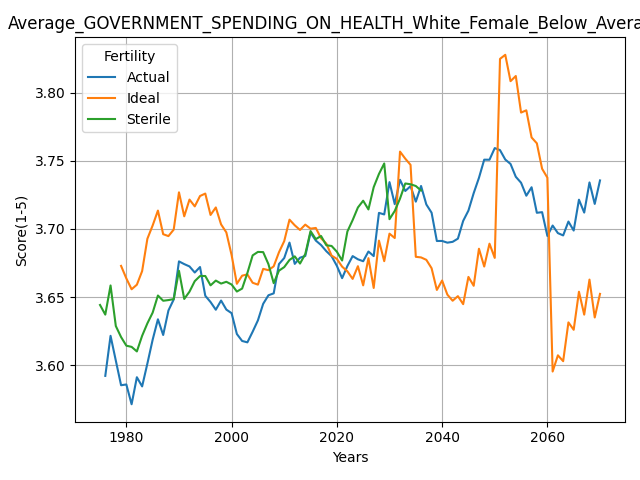 Average_GOVERNMENT_SPENDING_ON_HEALTH_White_Female_Below_Avera
Fertility
Actual
Ideal
Sterile
3.80
3.75
3.70
3.65
3.60
Score(1-5)
1980 2000 2020 2040 2060
Years